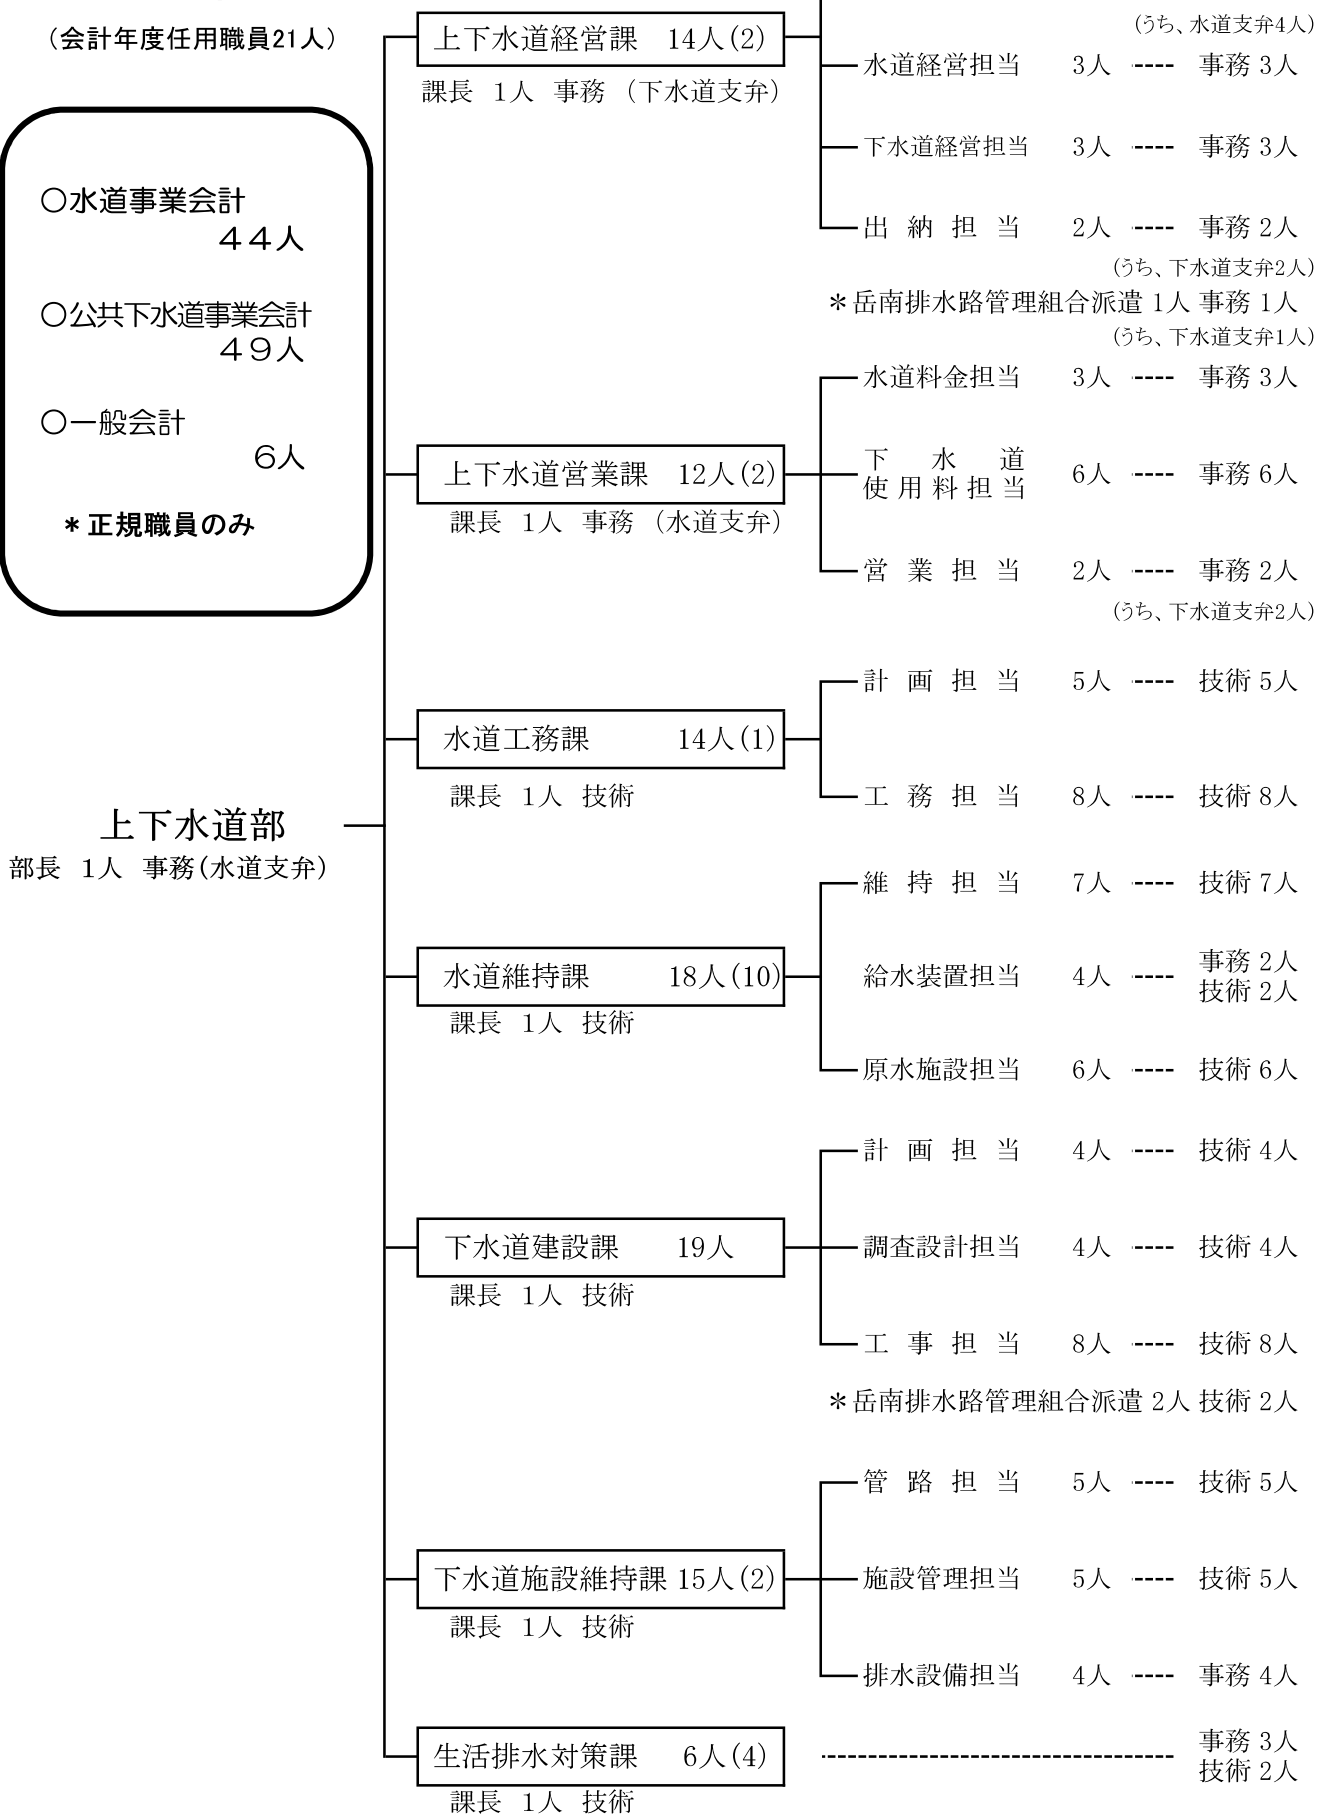 (会計年度任用職員21人)
○水道事業会計
44人
○公共下水道事業会計
49人
○一般会計
6人
*正規職員のみ
上下水道部
部長 1人 事務(水道支弁)
上下水道経営課 14人(2)
課長 1人 事務 (下水道支弁)
(うち、水道支弁4人)
水道経営担当 3人 ---- 事務 3人
下水道経営担当 3人 ---- 事務 3人
出納担当 2人 ---- 事務 2人
(うち、下水道支弁2人)
*岳南排水路管理組合派遣 1人 事務 1人
(うち、下水道支弁1人)
上下水道営業課 12人(2)
課長 1人 事務 (水道支弁)
水道料金担当 3人 ---- 事務 3人
下水道
使用料担当 6人 ---- 事務 6人
営業担当 2人 ---- 事務 2人
(うち、下水道支弁2人)
水道工務課 14人(1)
課長 1人 技術
計画担当 5人 ---- 技術 5人
工務担当 8人 ---- 技術 8人
水道維持課 18人(10)
課長 1人 技術
維持担当 7人 ---- 技術 7人
給水装置担当 4人 ---- 事務 2人
技術 2人
原水施設担当 6人 ---- 技術 6人
下水道建設課 19人
課長 1人 技術
計画担当 4人 ---- 技術 4人
調査設計担当 4人 ---- 技術 4人
工事担当 8人 ---- 技術 8人
*岳南排水路管理組合派遣 2人 技術 2人
下水道施設維持課 15人(2)
課長 1人 技術
管路担当 5人 ---- 技術 5人
施設管理担当 5人 ---- 技術 5人
排水設備担当 4人 ---- 事務 4人
生活排水対策課 6人(4)
課長 1人 技術
事務 3人
技術 2人